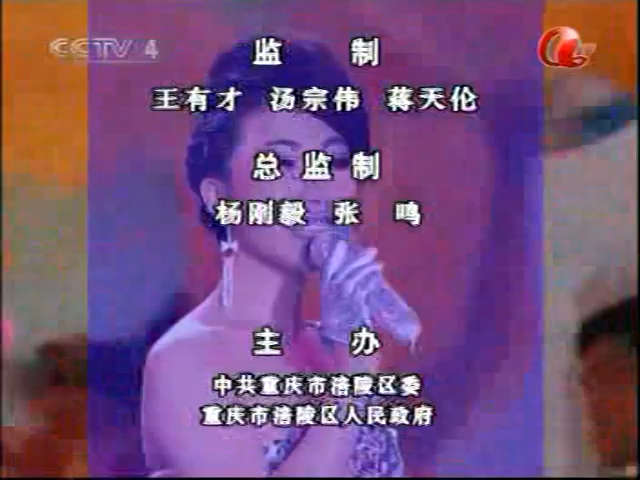 CCTV 4
监 制
王有才 汤宗伟 蒋天伦
总 监 制
杨刚毅 张 鸣
主 办
中共重庆市涪陵区委
重庆市涪陵区人民政府